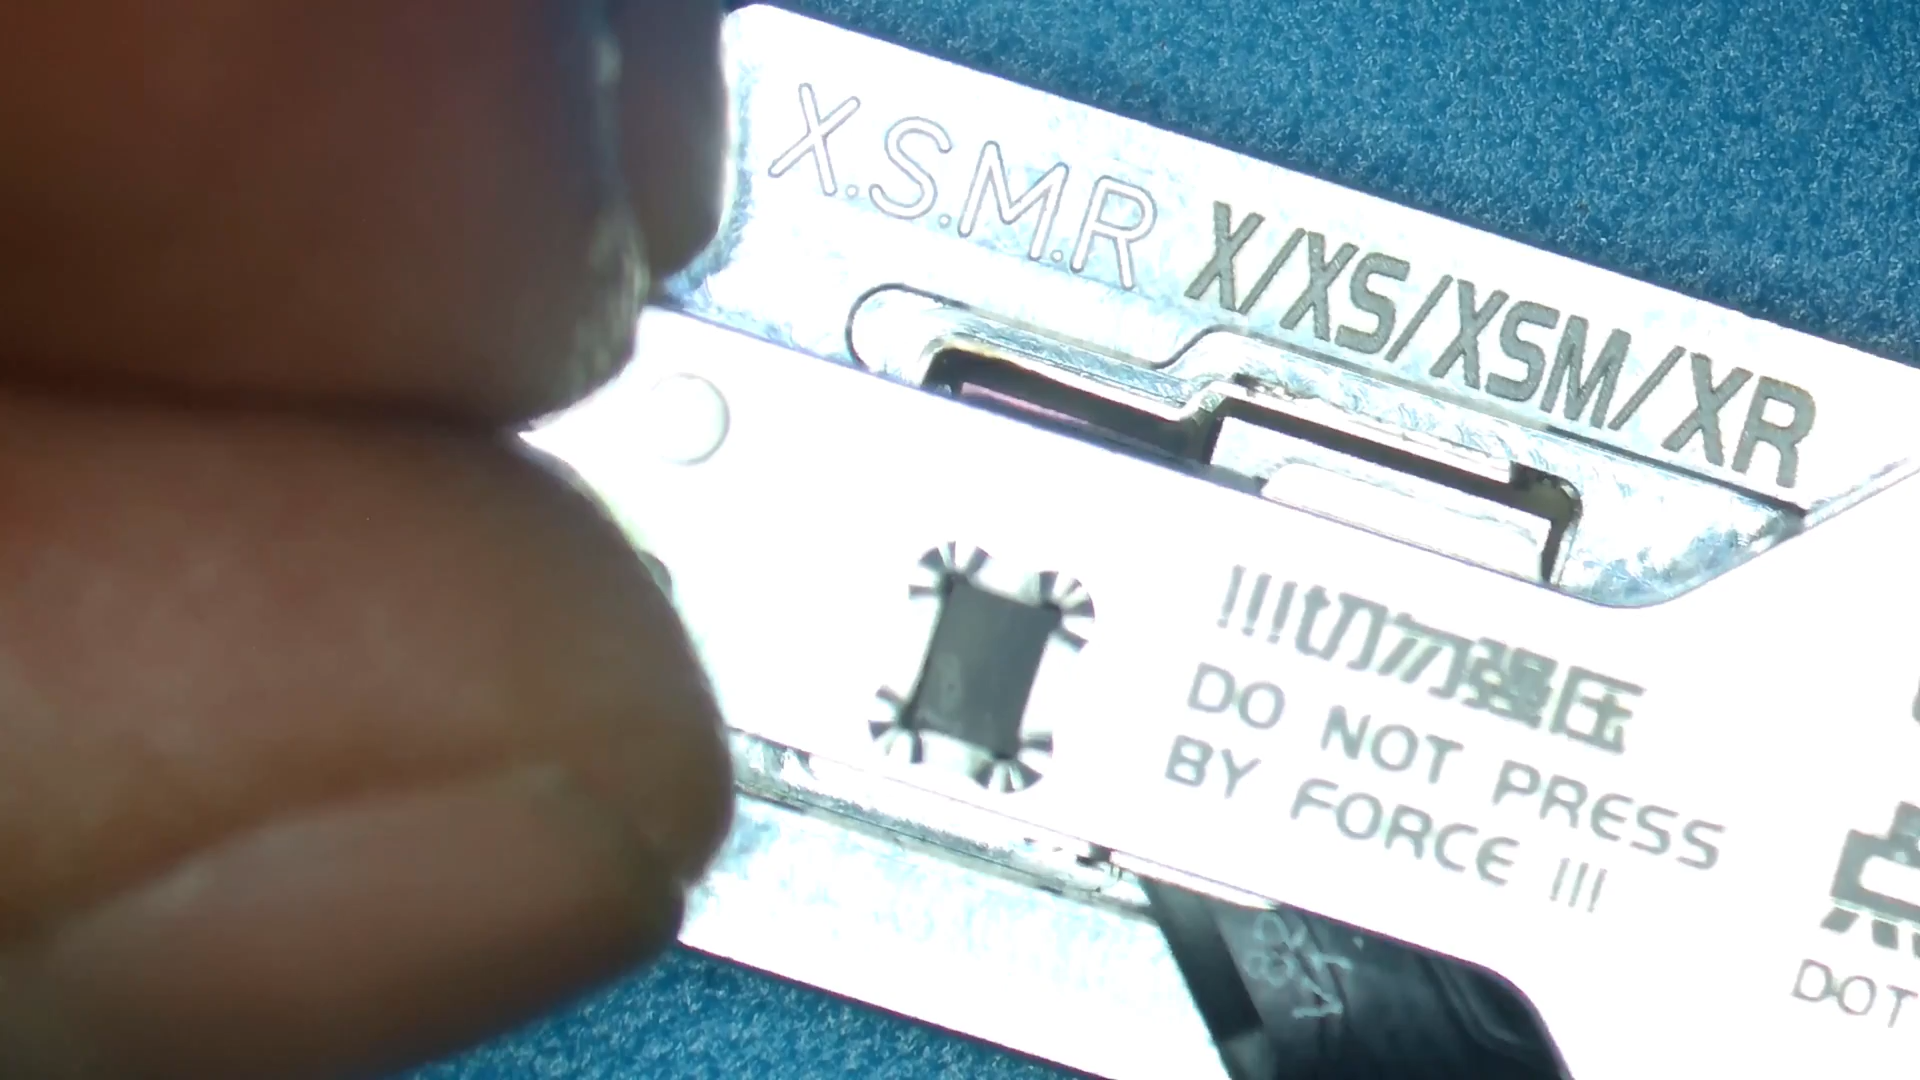 X.S.M.R X/XS/XSM/XR
!!!切勿强压
DO NOT PRESS
BY FORCE !!!
DOT